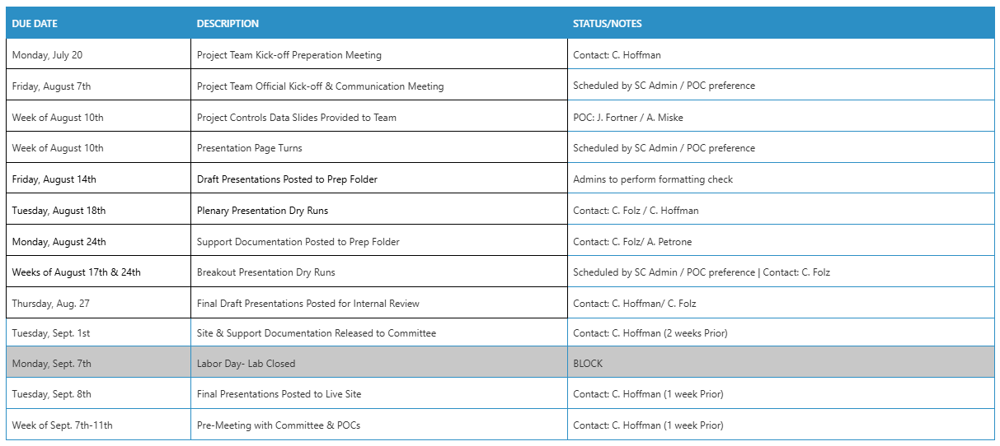 DUE DATE DESCRIPTION STATUS/NOTES
Monday, July 20 Project Team Kick-off Preperation Meeting Contact: C. Hoffman
Friday, August 7th Project Team Official Kick-off & Communication Meeting Scheduled by SC Admin / POC preference
Week of August 10th Project Controls Data Slides Provided to Team POC: J. Fortner / A. Miske
Week of August 10th Presentation Page Turns Scheduled by SC Admin / POC preference
Friday, August 14th Draft Presentations Posted to Prep Folder Admins to perform formatting check
Tuesday, August 18th Plenary Presentation Dry Runs Contact: C. Folz / C. Hoffman
Monday, August 24th Support Documentation Posted to Prep Folder Contact: C. Folz/ A. Petrone
Weeks of August 17th & 24th Breakout Presentation Dry Runs Scheduled by SC Admin / POC preference | Contact: C. Folz
Thursday, Aug. 27 Final Draft Presentations Posted for Internal Review Contact: C. Hoffman/ C. Folz
Tuesday, Sept. 1st Site & Support Documentation Released to Committee Contact: C. Hoffman (2 weeks Prior)
Monday, Sept. 7th Labor Day- Lab Closed BLOCK
Tuesday, Sept. 8th Final Presentations Posted to Live Site Contact: C. Hoffman (1 week Prior)
Week of Sept. 7th-11th Pre-Meeting with Committee & POCs Contact: C. Hoffman (1 week Prior)